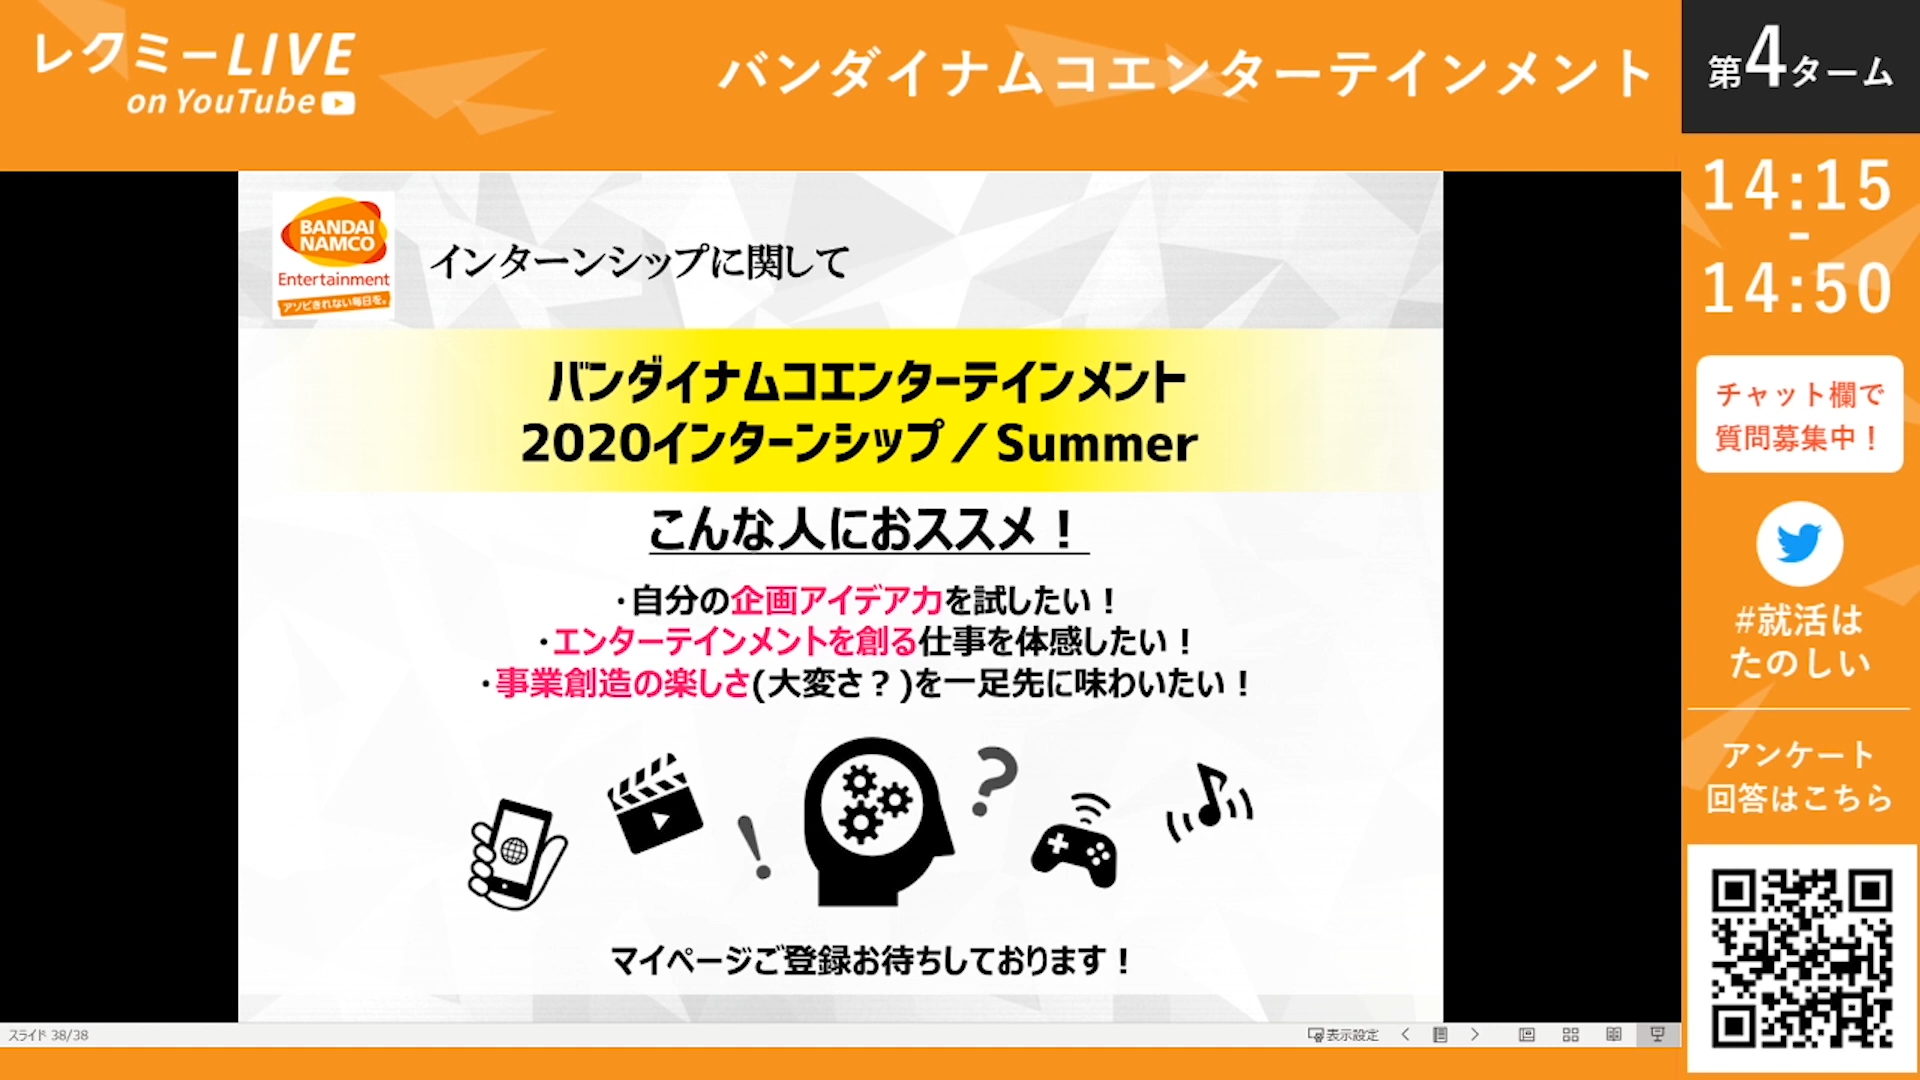 レクミーLIVE
on YouTube
バンダイナムコエンターテインメント
第4ターム
14:15
-
14:50
チャット欄で
質問募集中！
#就活は
たのしい
アンケート
回答はこちら
BANDAI
NAMCO
Entertainment
アソビきれない毎日を。
インターンシップに関して
バンダイナムコエンターテインメント
2020インターンシップ／Summer
こんな人におススメ！
・自分の企画アイデア力を試したい！
・エンターテインメントを創る仕事を体感したい！
・事業創造の楽しさ(大変さ？)を一足先に味わいたい！
マイページご登録お待ちしております！
スライド 38/38
表示設定